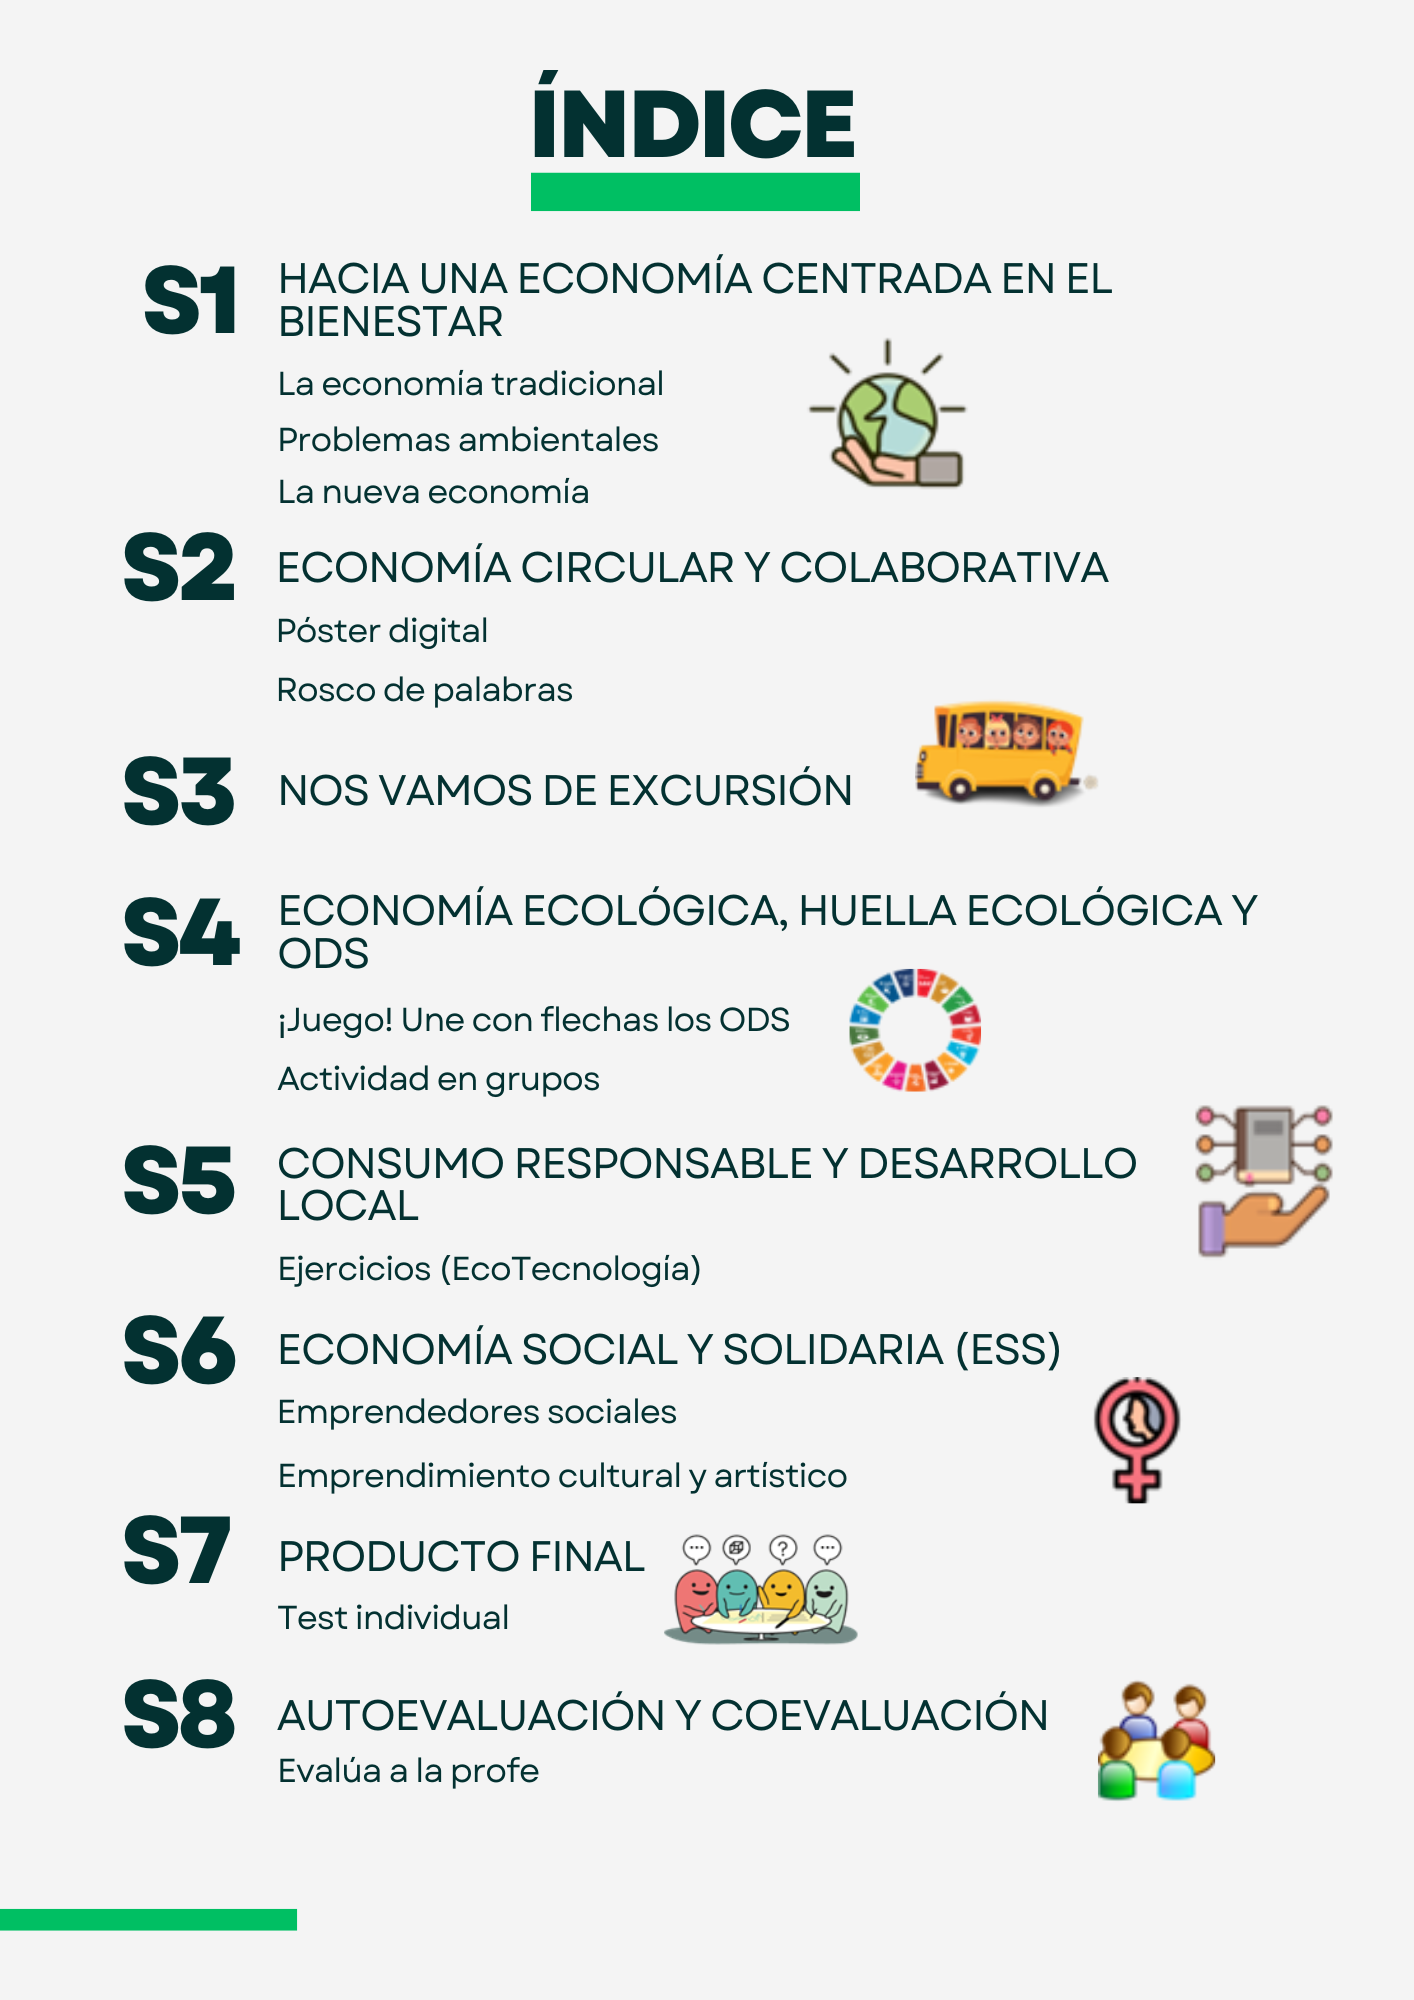 ÍNDICE
S1
HACIA UNA ECONOMÍA CENTRADA EN EL
BIENESTAR
La economía tradicional
Problemas ambientales
La nueva economía
S2
ECONOMÍA CIRCULAR Y COLABORATIVA
Póster digital
Rosco de palabras
S3
NOS VAMOS DE EXCURSIÓN
S4
ECONOMÍA ECOLÓGICA, HUELLA ECOLÓGICA Y
ODS
¡Juego! Une con flechas los ODS
Actividad en grupos
S5
CONSUMO RESPONSABLE Y DESARROLLO
LOCAL
Ejercicios (EcoTecnología)
S6
ECONOMÍA SOCIAL Y SOLIDARIA (ESS)
Emprendedores sociales
Emprendimiento cultural y artístico
S7
PRODUCTO FINAL
Test individual
S8
AUTOEVALUACIÓN Y COEVALUACIÓN
Evalúa a la profe